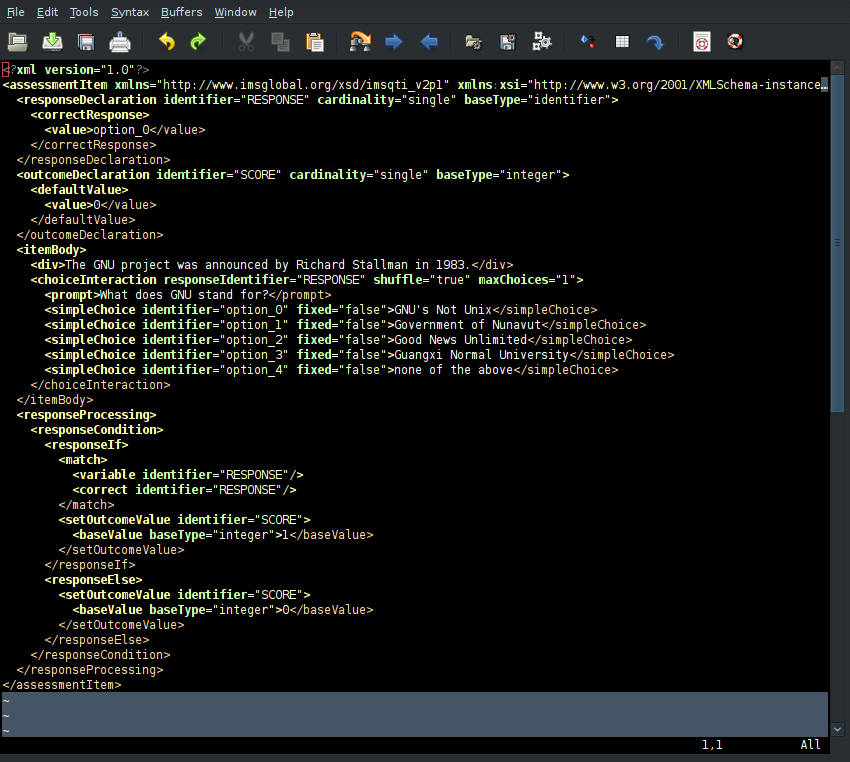 File Edit Tools Syntax Buffers Window Help
<?xml version="1.0"?>
<assessmentItem xmlns="http://www.imsglobal.org/xsd/imsqti_v2p1" xmlns:xsi="http://www.w3.org/2001/XMLSchema-instance…
  <responseDeclaration identifier="RESPONSE" cardinality="single" baseType="identifier">
    <correctResponse>
      <value>option_0</value>
    </correctResponse>
  </responseDeclaration>
  <outcomeDeclaration identifier="SCORE" cardinality="single" baseType="integer">
    <defaultValue>
      <value>0</value>
    </defaultValue>
  </outcomeDeclaration>
  <itemBody>
    <div>The GNU project was announced by Richard Stallman in 1983.</div>
    <choiceInteraction responseIdentifier="RESPONSE" shuffle="true" maxChoices="1">
      <prompt>What does GNU stand for?</prompt>
      <simpleChoice identifier="option_0" fixed="false">GNU's Not Unix</simpleChoice>
      <simpleChoice identifier="option_1" fixed="false">Government of Nunavut</simpleChoice>
      <simpleChoice identifier="option_2" fixed="false">Good News Unlimited</simpleChoice>
      <simpleChoice identifier="option_3" fixed="false">Guangxi Normal University</simpleChoice>
      <simpleChoice identifier="option_4" fixed="false">none of the above</simpleChoice>
    </choiceInteraction>
  </itemBody>
  <responseProcessing>
    <responseCondition>
      <responseIf>
        <match>
          <variable identifier="RESPONSE"/>
          <correct identifier="RESPONSE"/>
        </match>
        <setOutcomeValue identifier="SCORE">
          <baseValue baseType="integer">1</baseValue>
        </setOutcomeValue>
      </responseIf>
      <responseElse>
        <setOutcomeValue identifier="SCORE">
          <baseValue baseType="integer">0</baseValue>
        </setOutcomeValue>
      </responseElse>
    </responseCondition>
  </responseProcessing>
</assessmentItem>
~
~
~
1,1 All